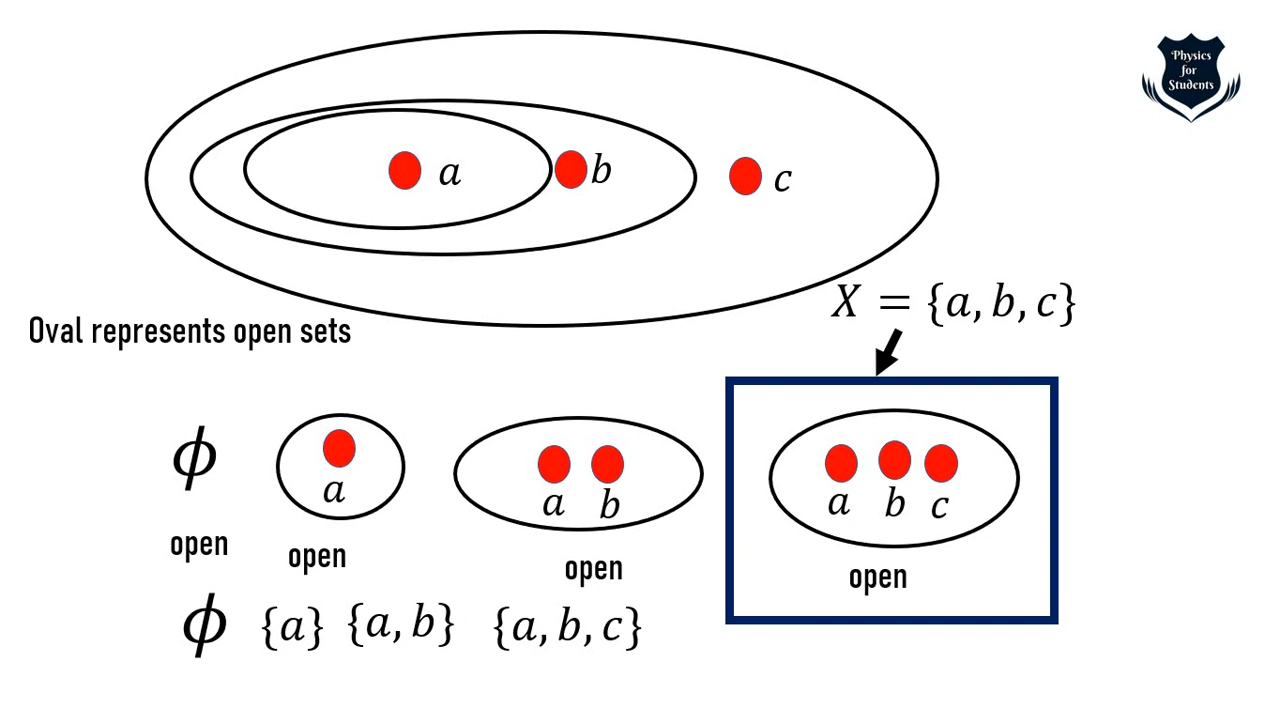 Physics
for
Students
a b c
X = {a, b, c}
Oval represents open sets
ϕ
a
a b
a b c
open
open
open
open
ϕ {a} {a, b} {a, b, c}